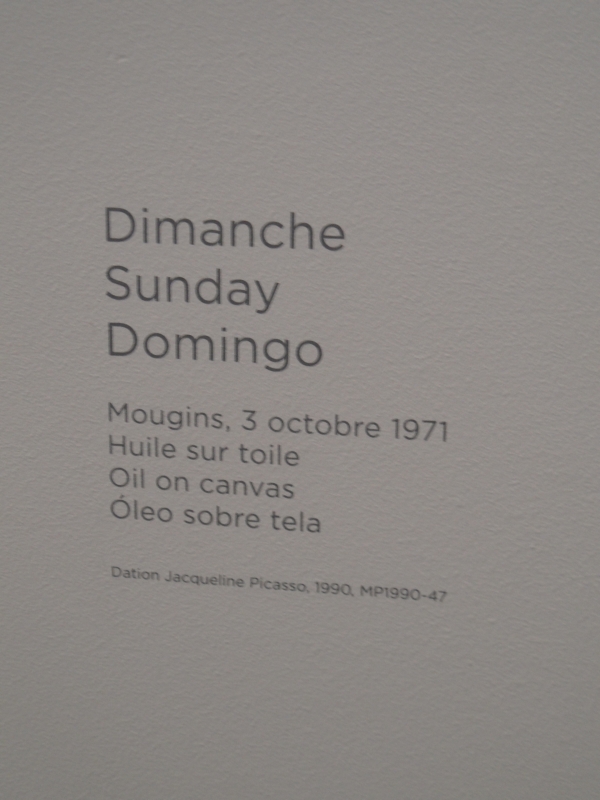 Dimanche
Sunday
Domingo
Mougins, 3 octobre 1971
Huile sur toile
Oil on canvas
Óleo sobre tela
Dation Jacqueline Picasso, 1990, MP1990-47